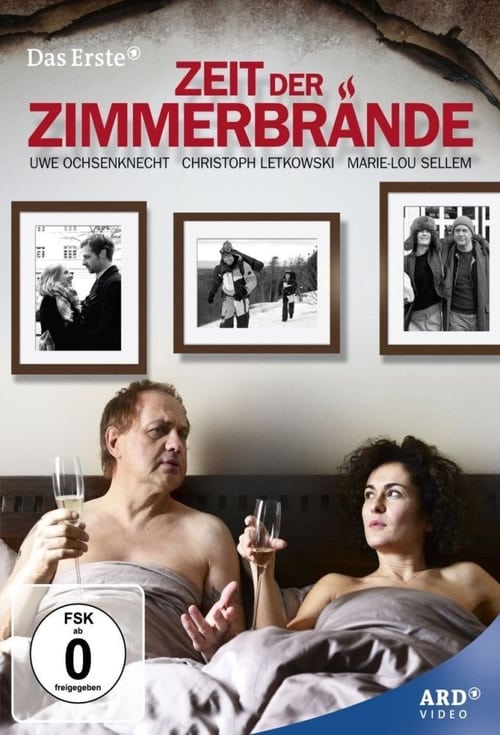 Das Erste
ZEIT DER
ZIMMERBRÄNDE
UWE OCHSENKNECHT CHRISTOPH LETKOWSKI MARIE-LOU SELLEM
FSK
ab
0
freigegeben
ARD
VIDEO